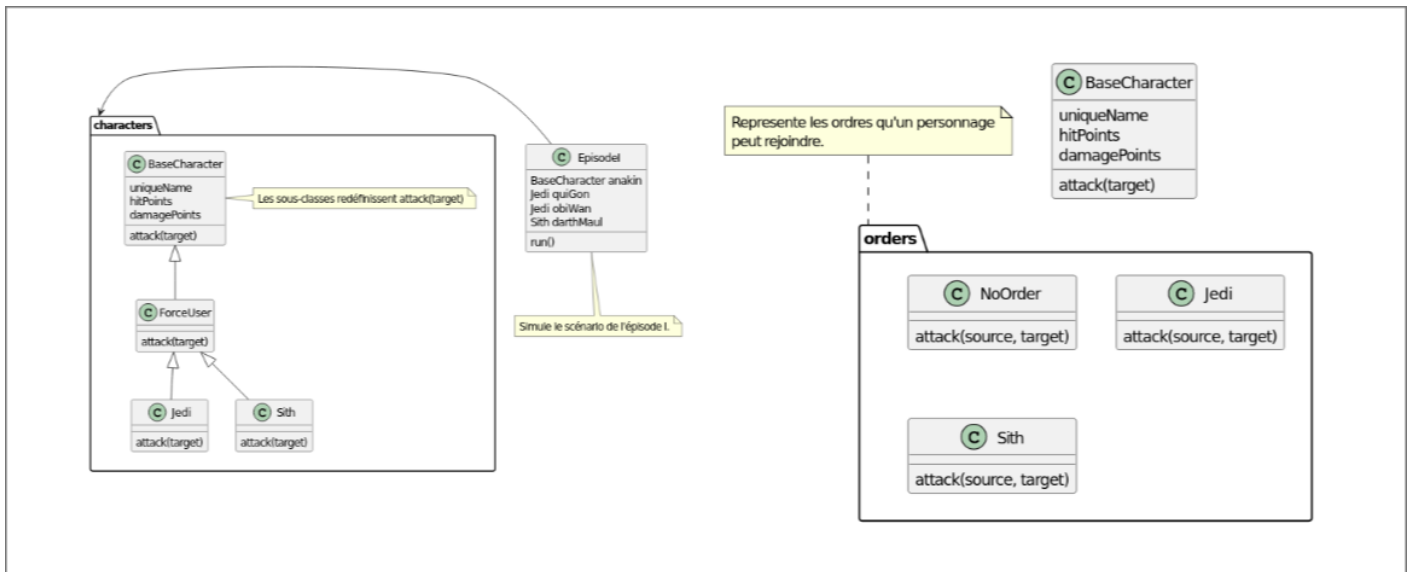 characters
C BaseCharacter
uniqueName
hitPoints
damagePoints
attack(target)
Les sous-classes redéfinissent attack(target)
C ForceUser
attack(target)
C Jedi
attack(target)
C Sith
attack(target)
C EpisodeI
BaseCharacter anakin
Jedi quiGon
Jedi obiWan
Sith darthMaul
run()
Simule le scénario de l'épisode I.
Represente les ordres qu'un personnage
peut rejoindre.
C BaseCharacter
uniqueName
hitPoints
damagePoints
attack(target)
orders
C NoOrder
attack(source, target)
C Jedi
attack(source, target)
C Sith
attack(source, target)